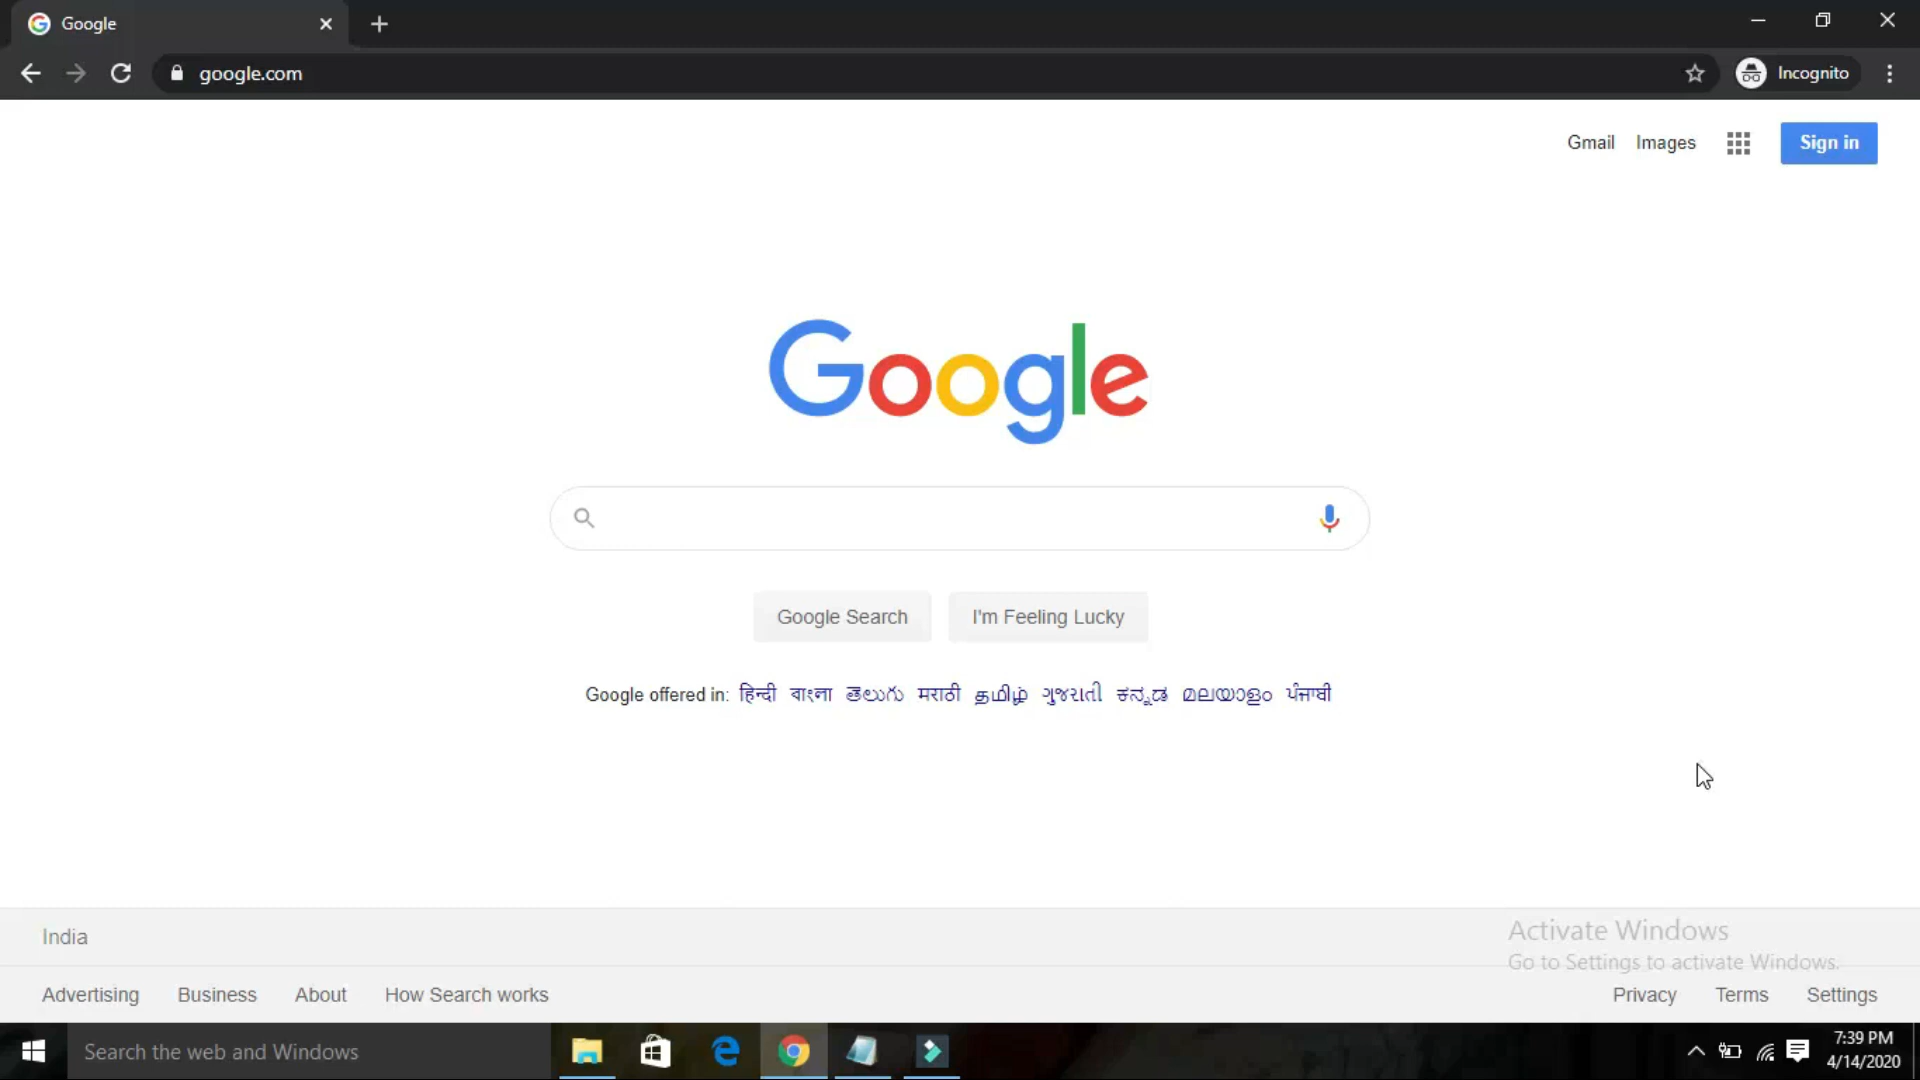 Google
google.com
Incognito
Gmail Images Sign in
Google
Google Search I'm Feeling Lucky
Google offered in: हिन्दी বাংলা తెలుగు मराठी தமிழ் ગુજરાતી ಕನ್ನಡ മലയാളം ਪੰਜਾਬੀ
India
Activate Windows
Go to Settings to activate Windows.
Advertising Business About How Search works Privacy Terms Settings
Search the web and Windows
7:39 PM
4/14/2020